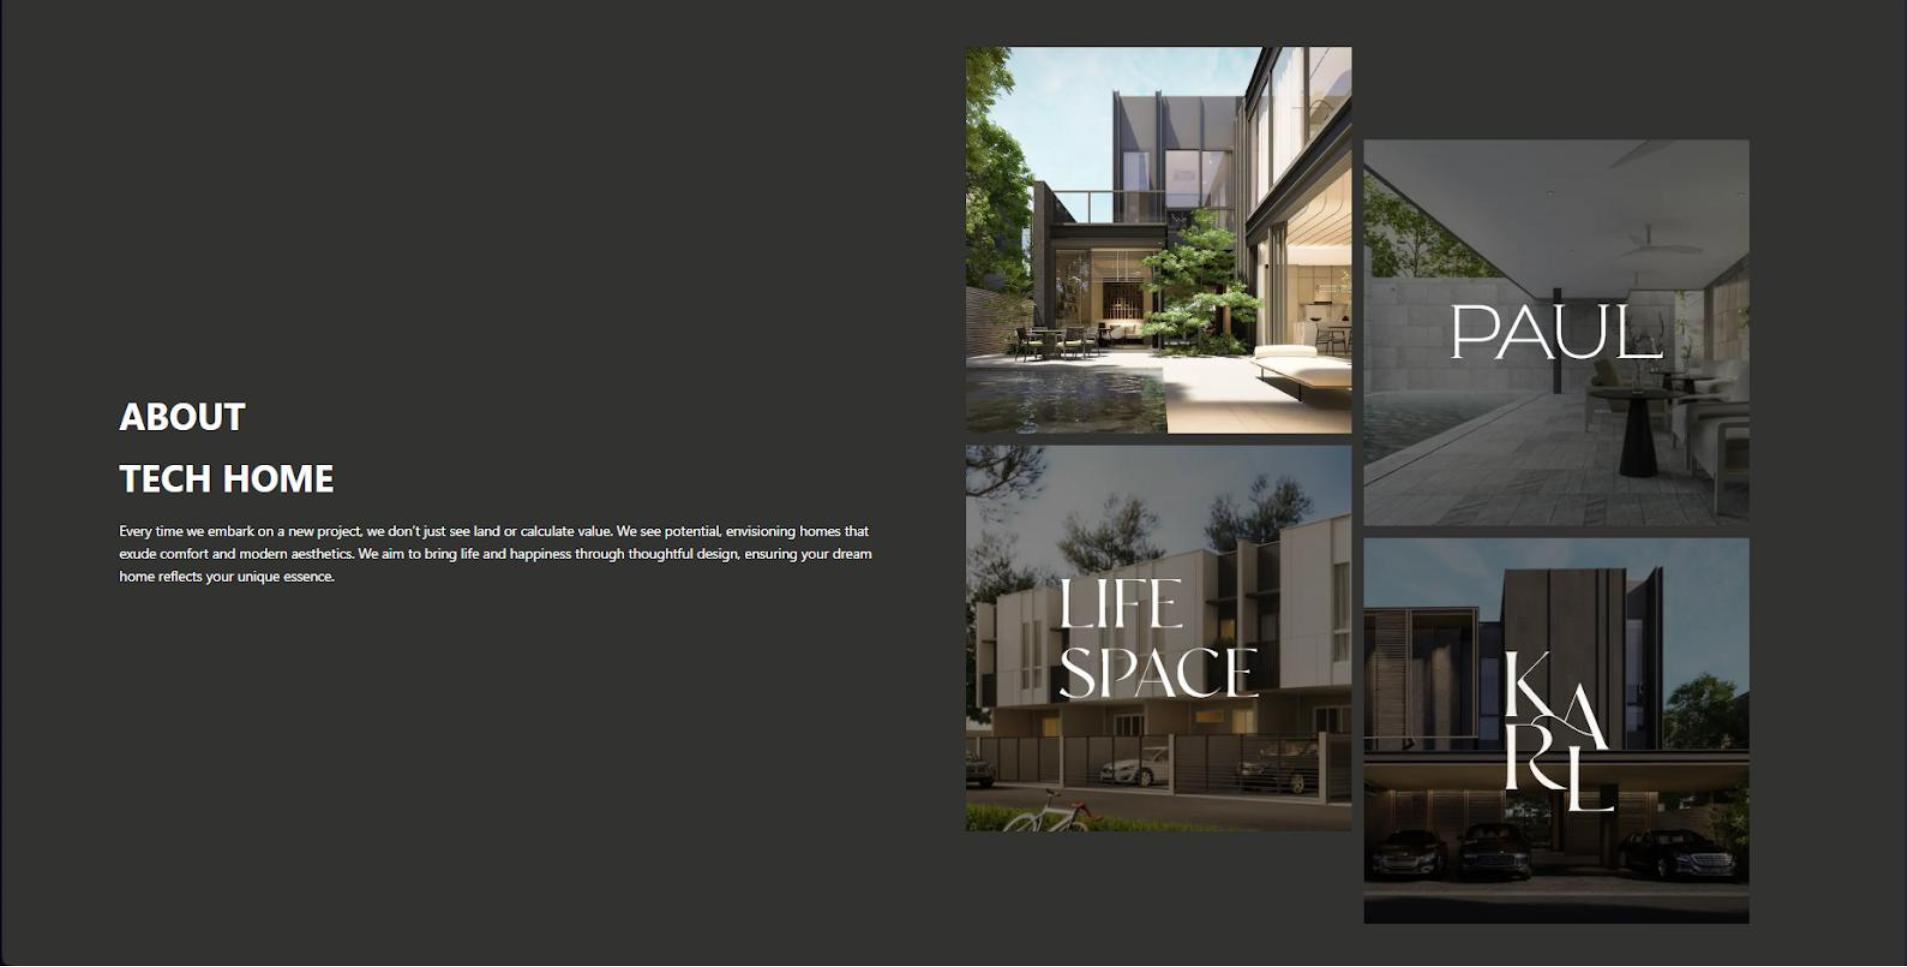 ABOUT
TECH HOME
Every time we embark on a new project, we don’t just see land or calculate value. We see potential, envisioning homes that
exude comfort and modern aesthetics. We aim to bring life and happiness through thoughtful design, ensuring your dream
home reflects your unique essence.
PAUL
LIFE
SPACE
KA
RL